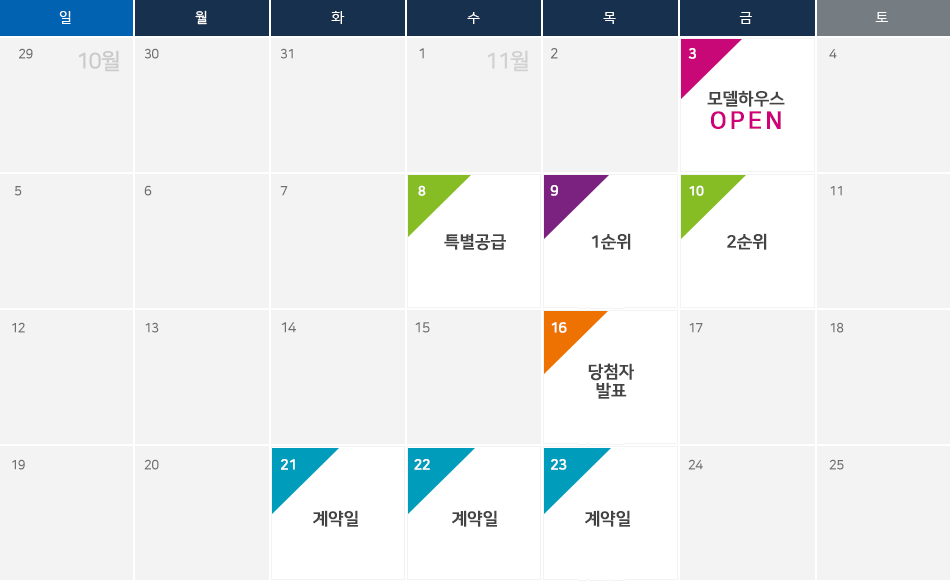 일 월 화 수 목 금 토
29 10월 30 31 1 11월 2 3 4
모델하우스
OPEN
5 6 7 8 9 10 11
특별공급 1순위 2순위
12 13 14 15 16 17 18
당첨자
발표
19 20 21 22 23 24 25
계약일 계약일 계약일